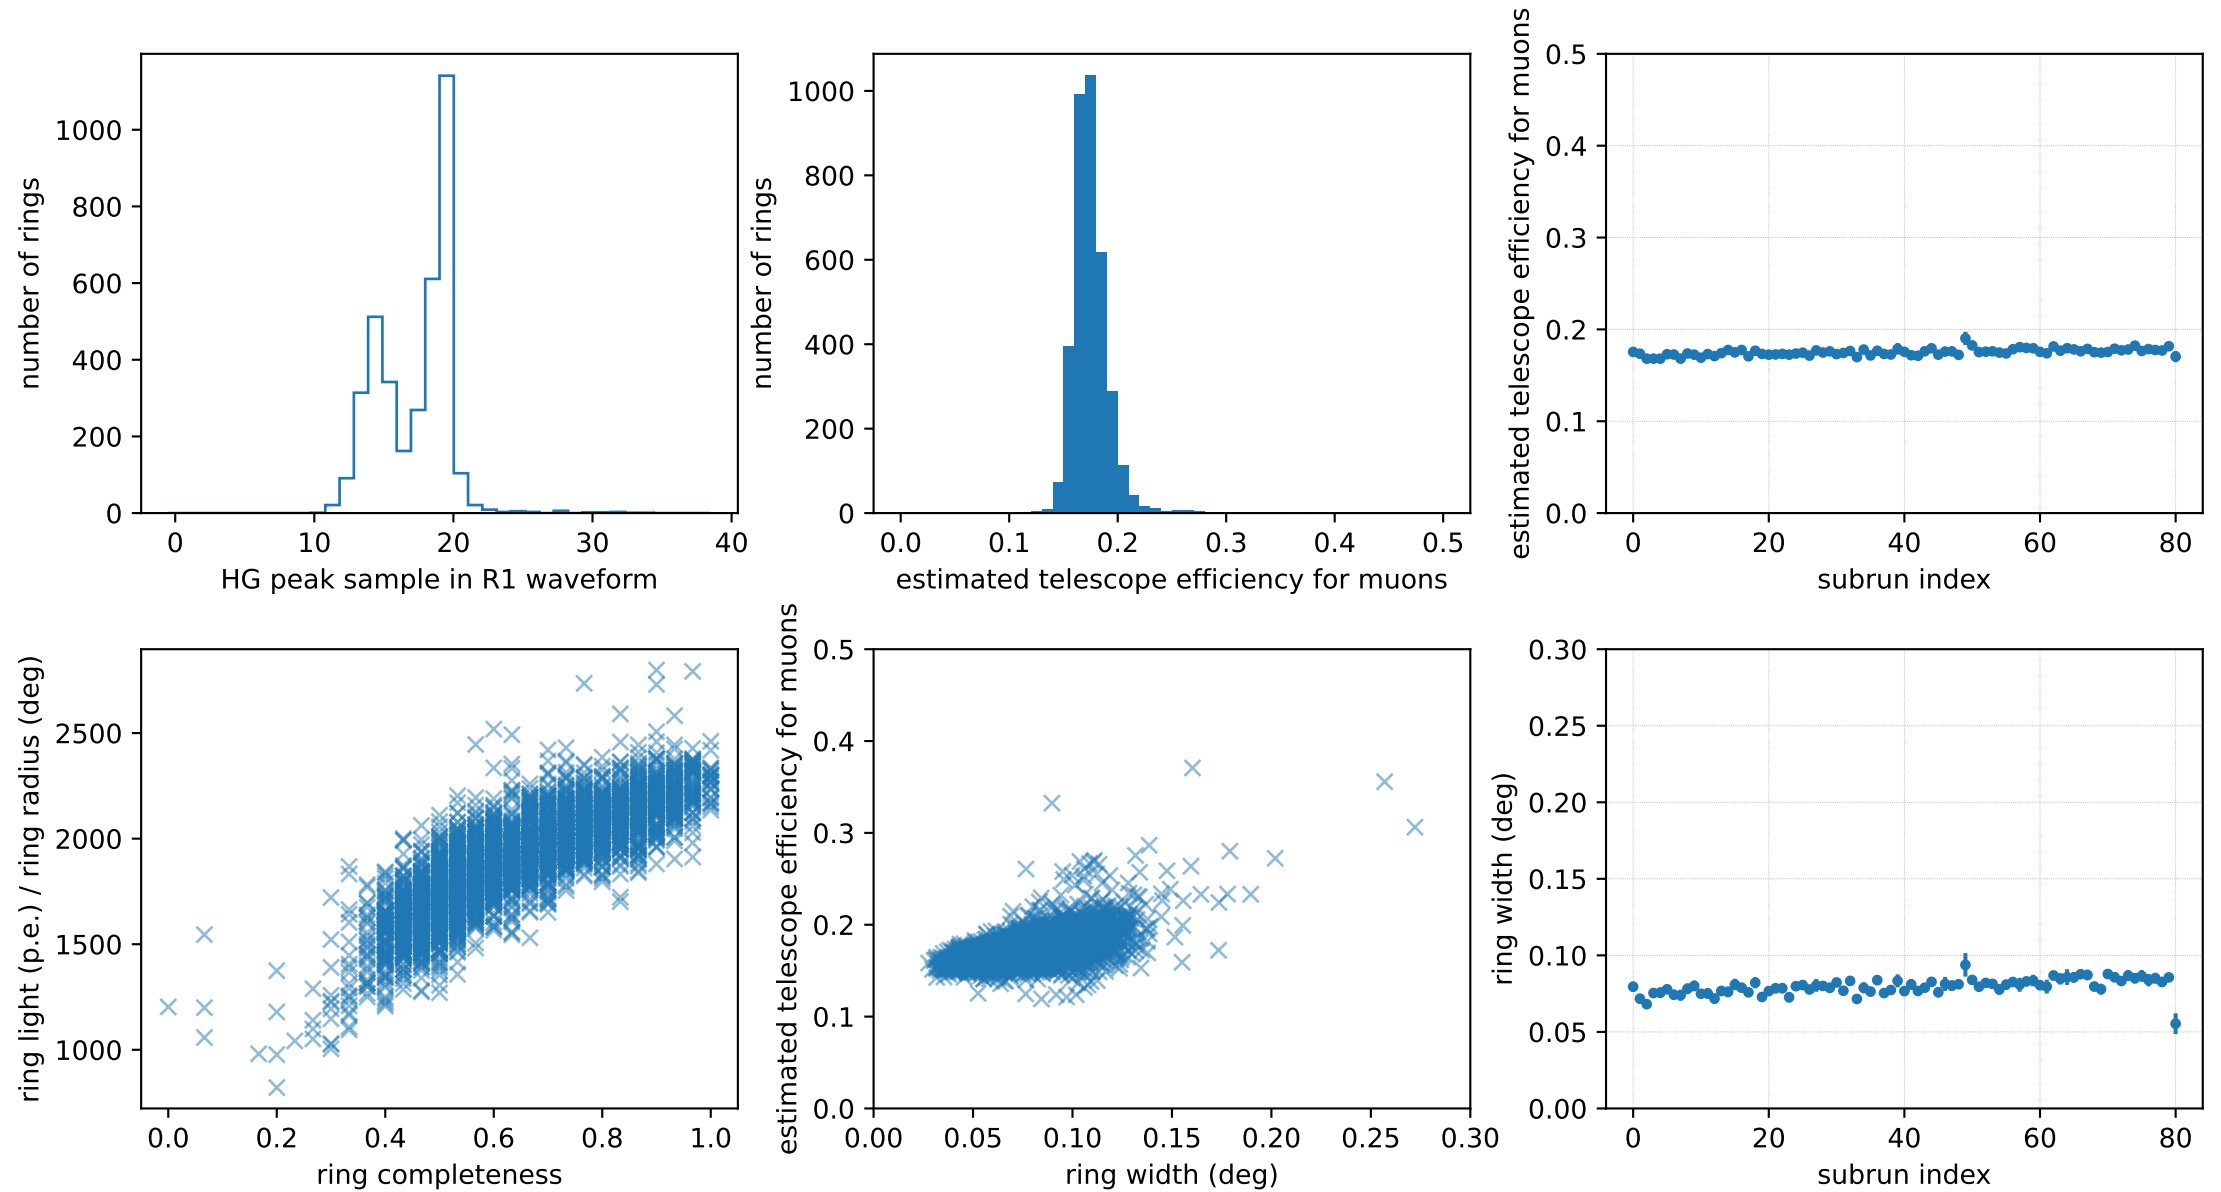 number of rings
1000
800
600
400
200
0
0 10 20 30 40
HG peak sample in R1 waveform
number of rings
1000
800
600
400
200
0
0.0 0.1 0.2 0.3 0.4 0.5
estimated telescope efficiency for muons
estimated telescope efficiency for muons
0.5
0.4
0.3
0.2
0.1
0.0
0 20 40 60 80
subrun index
ring light (p.e.) / ring radius (deg)
2500
2000
1500
1000
0.0 0.2 0.4 0.6 0.8 1.0
ring completeness
estimated telescope efficiency for muons
0.5
0.4
0.3
0.2
0.1
0.0
0.00 0.05 0.10 0.15 0.20 0.25 0.30
ring width (deg)
ring width (deg)
0.30
0.25
0.20
0.15
0.10
0.05
0.00
0 20 40 60 80
subrun index